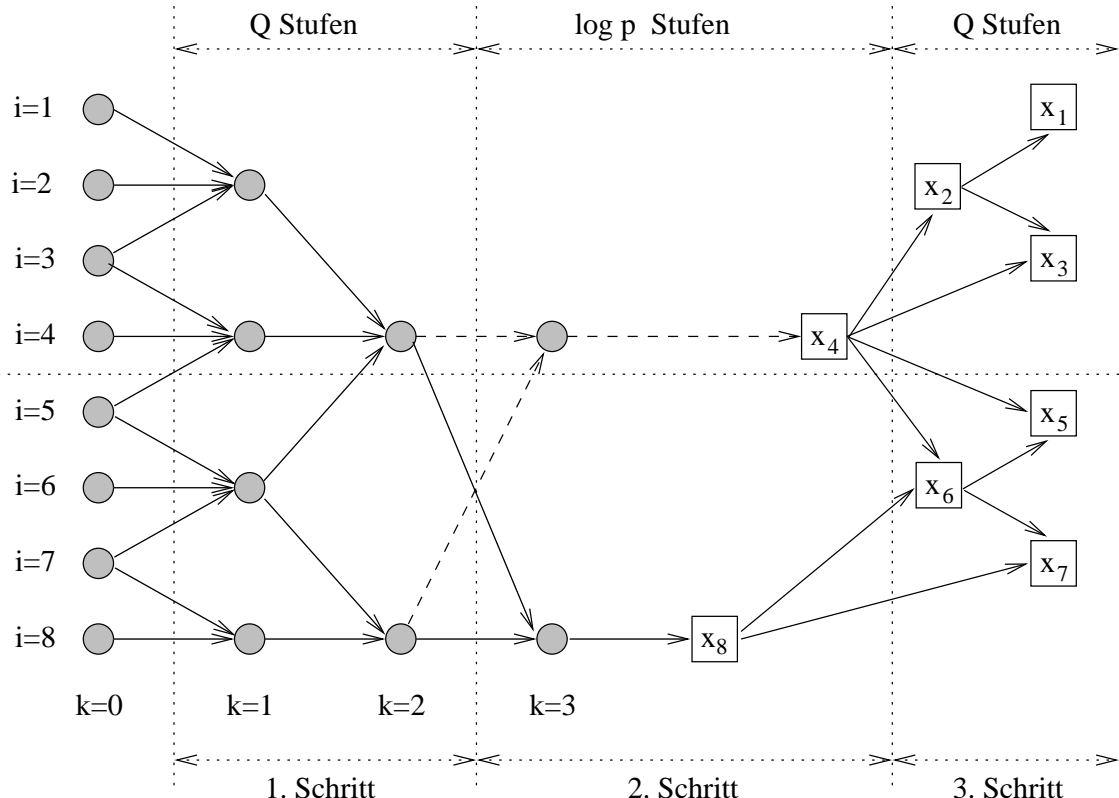 Q Stufen log p Stufen Q Stufen
i=1 x1
i=2 x2
i=3 x3
i=4 x4
i=5 x5
i=6 x6
i=7 x7
i=8 x8
k=0 k=1 k=2 k=3
1. Schritt 2. Schritt 3. Schritt